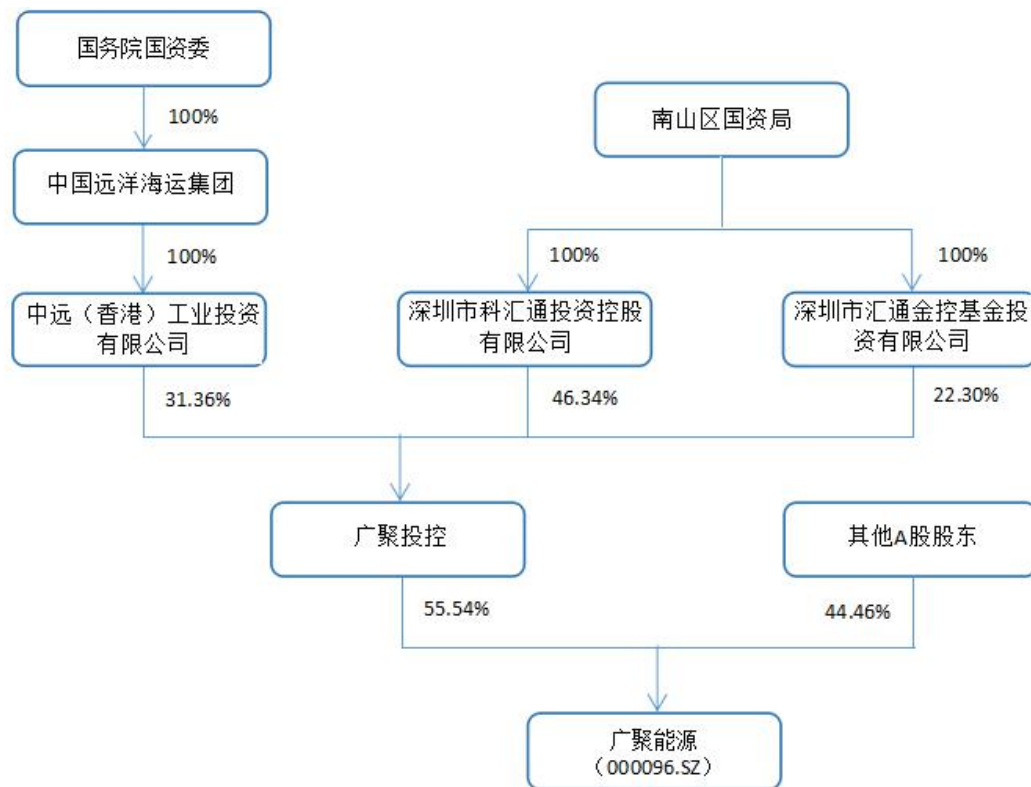 国务院国资委
100%
南山区国资局
中国远洋海运集团
100%
100%
100%
中远（香港）工业投资
有限公司
深圳市科汇通投资控股
有限公司
深圳市汇通金控基金投
资有限公司
31.36%
46.34%
22.30%
广聚投控
其他A股股东
55.54%
44.46%
广聚能源
（000096.SZ）